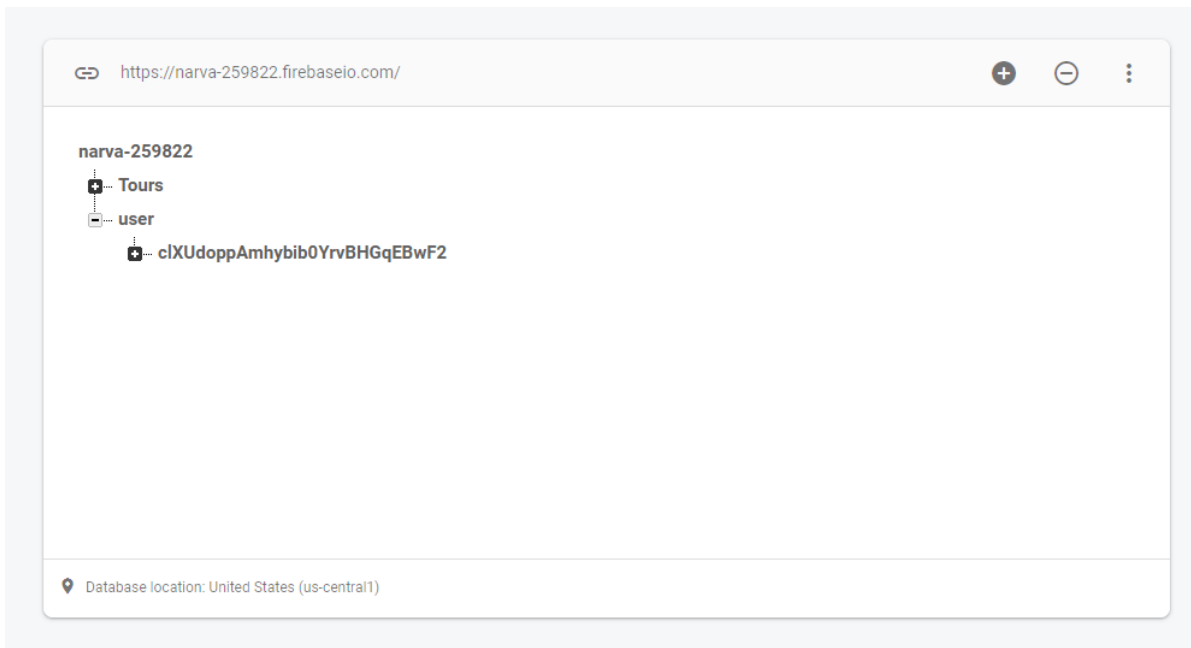 https://narva-259822.firebaseio.com/
narva-259822
Tours
user
clXUdoppAmhybib0YrvBHGqEBwF2
Database location: United States (us-central1)